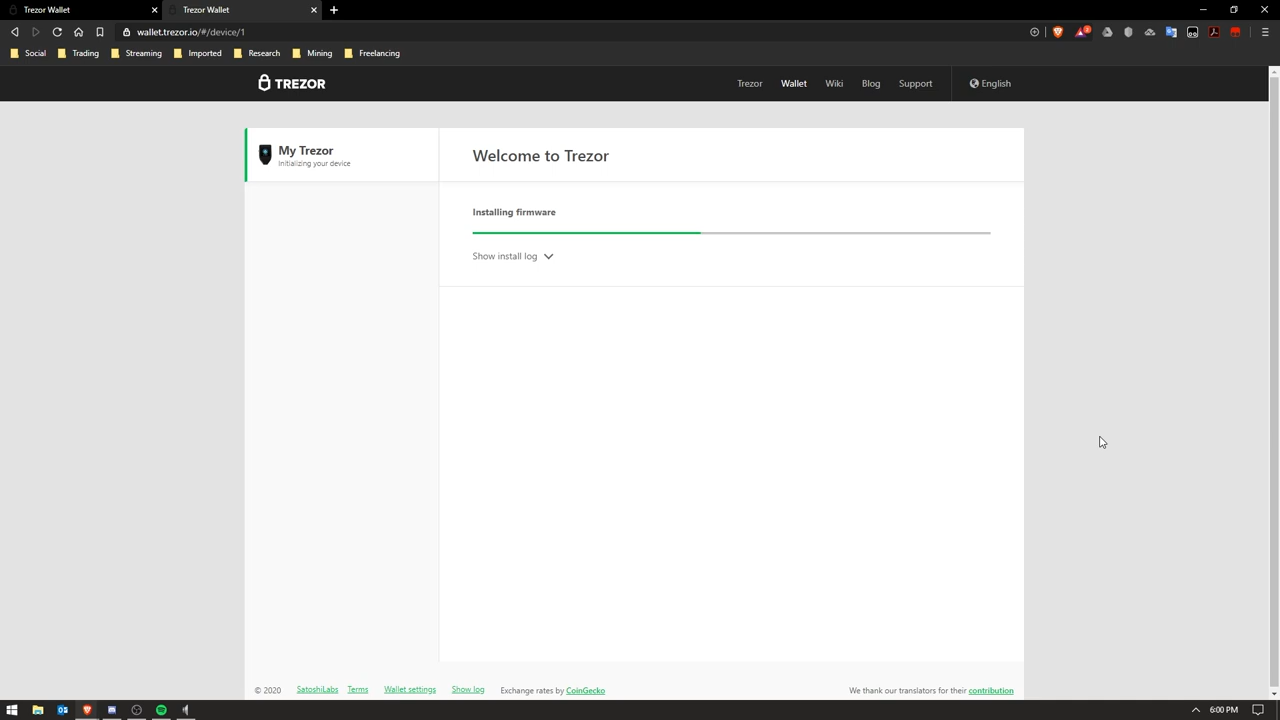 Trezor Wallet
Trezor Wallet
wallet.trezor.io/#/device/1
2
Social Trading Streaming Imported Research Mining Freelancing
TREZOR
Trezor Wallet Wiki Blog Support English
My Trezor
Initializing your device
Welcome to Trezor
Installing firmware
Show install log
© 2020 SatoshiLabs Terms Wallet settings Show log Exchange rates by CoinGecko We thank our translators for their contribution
6:00 PM